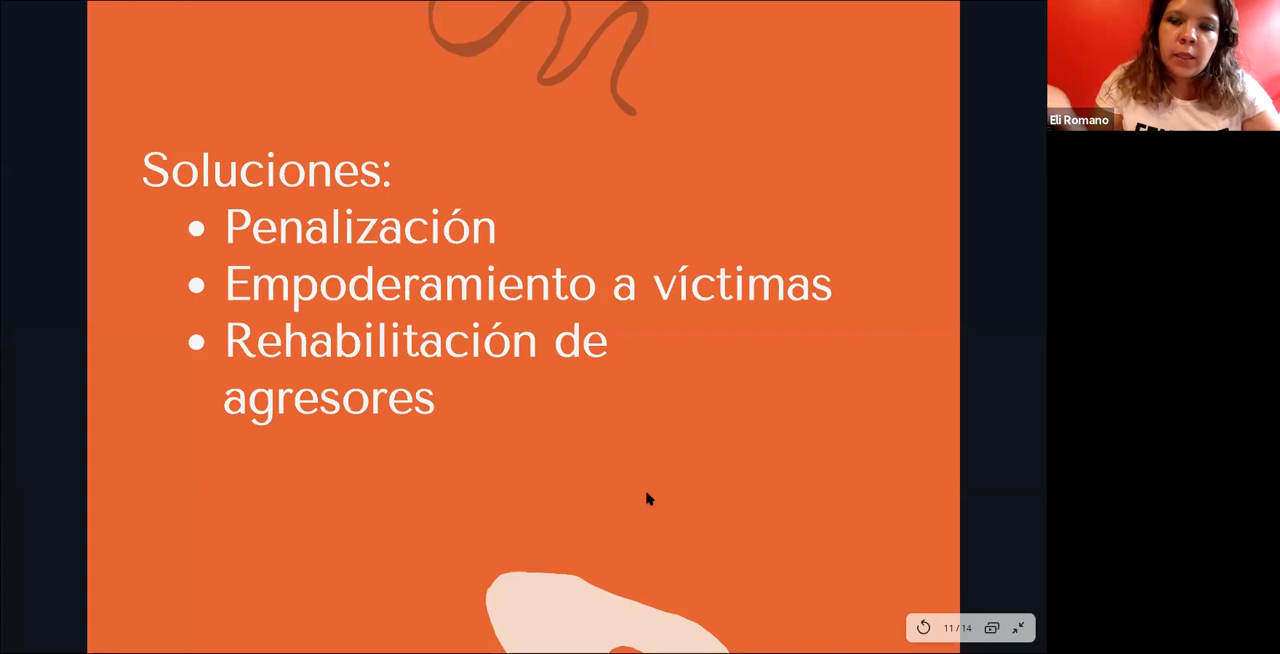 Soluciones:
• Penalización
• Empoderamiento a víctimas
• Rehabilitación de
agresores
Eli Romano
11 / 14